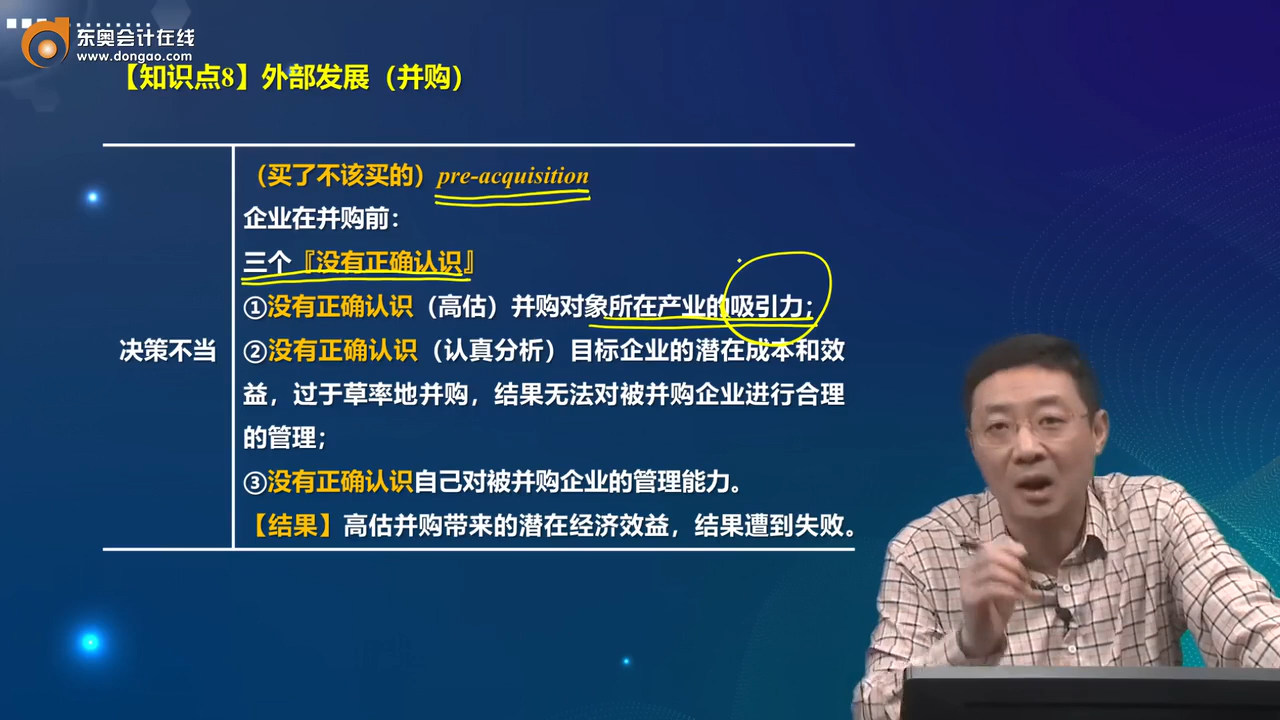 东奥会计在线
www.dongao.com
【知识点8】外部发展（并购）
（买了不该买的）pre-acquisition
企业在并购前：
三个『没有正确认识』
①没有正确认识（高估）并购对象所在产业的吸引力；
决策不当
②没有正确认识（认真分析）目标企业的潜在成本和效
益，过于草率地并购，结果无法对被并购企业进行合理
的管理；
③没有正确认识自己对被并购企业的管理能力。
【结果】高估并购带来的潜在经济效益，结果遭到失败。